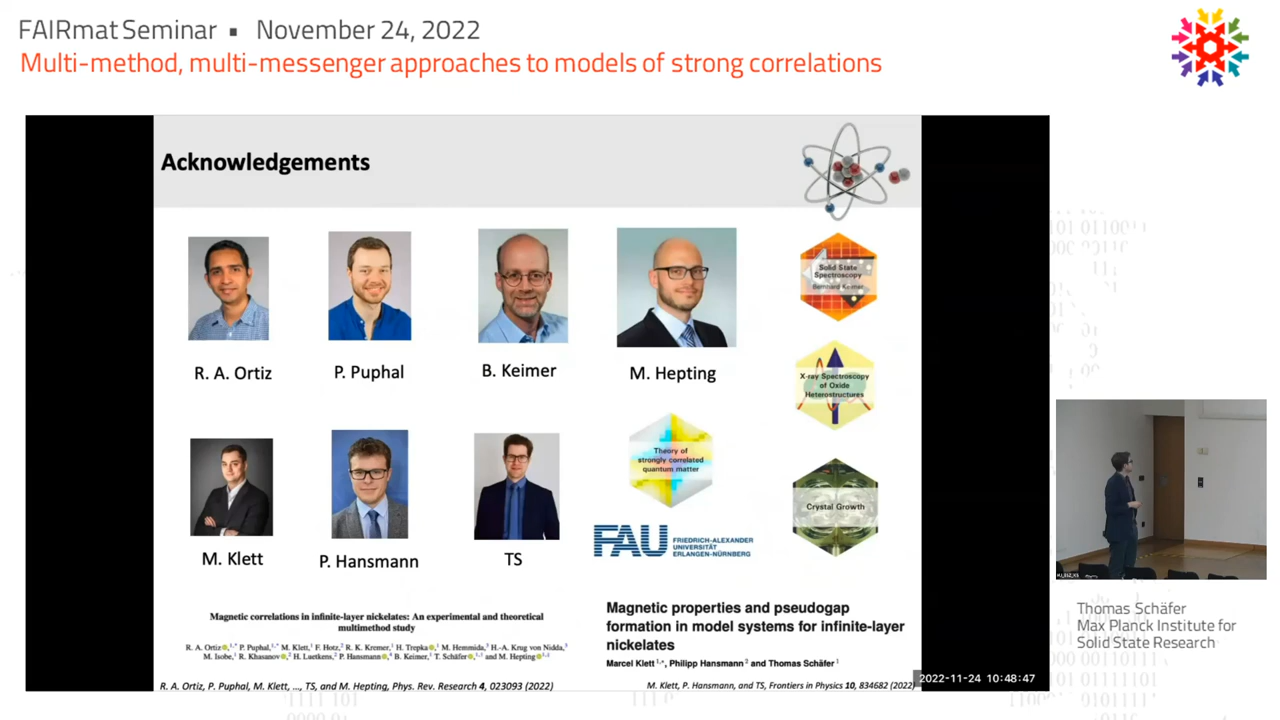 FAIRmat Seminar ▪ November 24, 2022
Multi-method, multi-messenger approaches to models of strong correlations
Acknowledgements
R. A. Ortiz
P. Puphal
B. Keimer
M. Hepting
Solid State
Spectroscopy
Bernhard Keimer
X-ray Spectroscopy
of Oxide
Heterostructures
M. Klett
P. Hansmann
TS
Theory of
strongly correlated
quantum matter
Crystal Growth
FAU FRIEDRICH-ALEXANDER
UNIVERSITÄT
ERLANGEN-NÜRNBERG
Magnetic correlations in infinite-layer nickelates: An experimental and theoretical
multimethod study
R. A. Ortiz, P. Puphal, M. Klett, F. Hotz, R. K. Kremer, H. Trepka, M. Hemmida, H.-A. Krug von Nidda,
M. Isobe, R. Khasanov, H. Luetkens, P. Hansmann, B. Keimer, T. Schäfer, and M. Hepting
R. A. Ortiz, P. Puphal, M. Klett, ..., TS, and M. Hepting, Phys. Rev. Research 4, 023093 (2022)
Magnetic properties and pseudogap
formation in model systems for infinite-layer
nickelates
Marcel Klett, Philipp Hansmann and Thomas Schäfer
M. Klett, P. Hansmann, and TS, Frontiers in Physics 10, 834682 (2022)
2022-11-24 10:48:47
Thomas Schäfer
Max Planck Institute for
Solid State Research